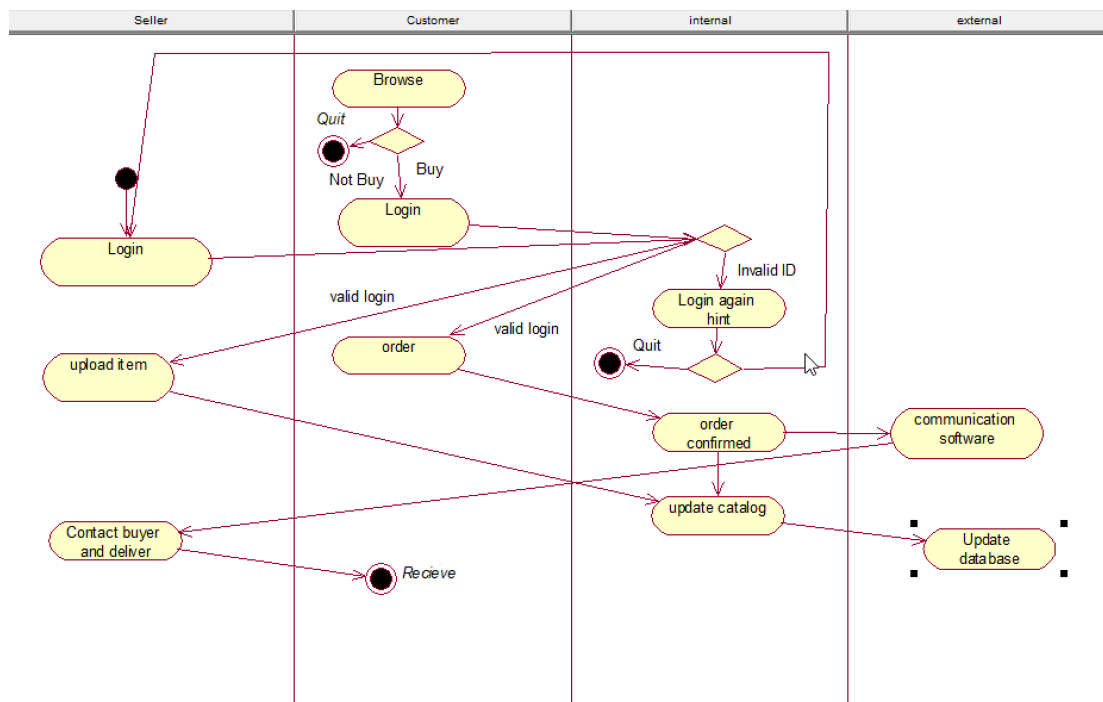 Seller
Customer
internal
external
Browse
Quit
Not Buy
Buy
Login
Login
Invalid ID
Login again
hint
valid login
valid login
Quit
order
upload item
order
confirmed
communication
software
update catalog
Contact buyer
and deliver
Update
database
Recieve